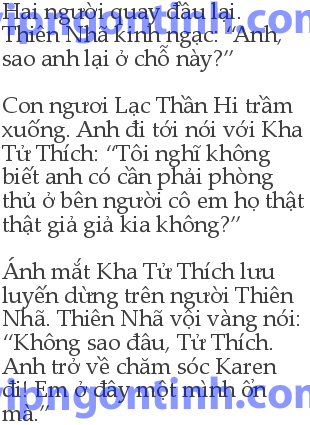 Hai người quay đầu lại.
Thiên Nhã kinh ngạc: “Anh,
sao anh lại ở chỗ này?”
Con ngươi Lạc Thần Hi trầm
xuống. Anh đi tới nói với Kha
Tử Thích: “Tôi nghĩ không
biết anh có cần phải phòng
thủ ở bên người cô em họ thật
thật giả giả kia không?”
Ánh mắt Kha Tử Thích lưu
luyến dừng trên người Thiên
Nhã. Thiên Nhã vội vàng nói:
“Không sao đâu, Tử Thích.
Anh trở về chăm sóc Karen
đi! Em ở đây một mình ổn
mà.”